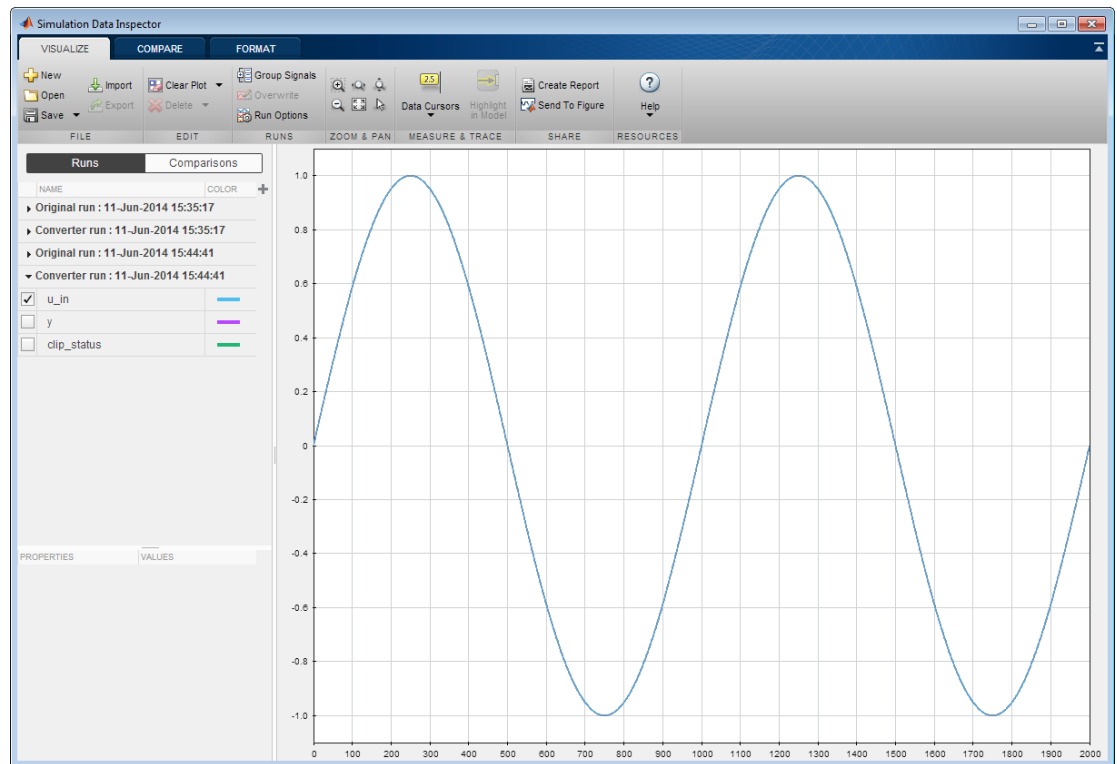 Simulation Data Inspector
VISUALIZE COMPARE FORMAT
New
Open
Save
Import
Export
FILE
Clear Plot
Delete
EDIT
Group Signals
Overwrite
Run Options
RUNS
ZOOM & PAN
2.5
Data Cursors
Highlight
in Model
MEASURE & TRACE
Create Report
Send To Figure
SHARE
?
Help
RESOURCES
Runs Comparisons
NAME COLOR
Original run : 11-Jun-2014 15:35:17
Converter run : 11-Jun-2014 15:35:17
Original run : 11-Jun-2014 15:44:41
Converter run : 11-Jun-2014 15:44:41
u_in
y
clip_status
PROPERTIES VALUES
1.0
0.8
0.6
0.4
0.2
0
-0.2
-0.4
-0.6
-0.8
-1.0
0 100 200 300 400 500 600 700 800 900 1000 1100 1200 1300 1400 1500 1600 1700 1800 1900 2000